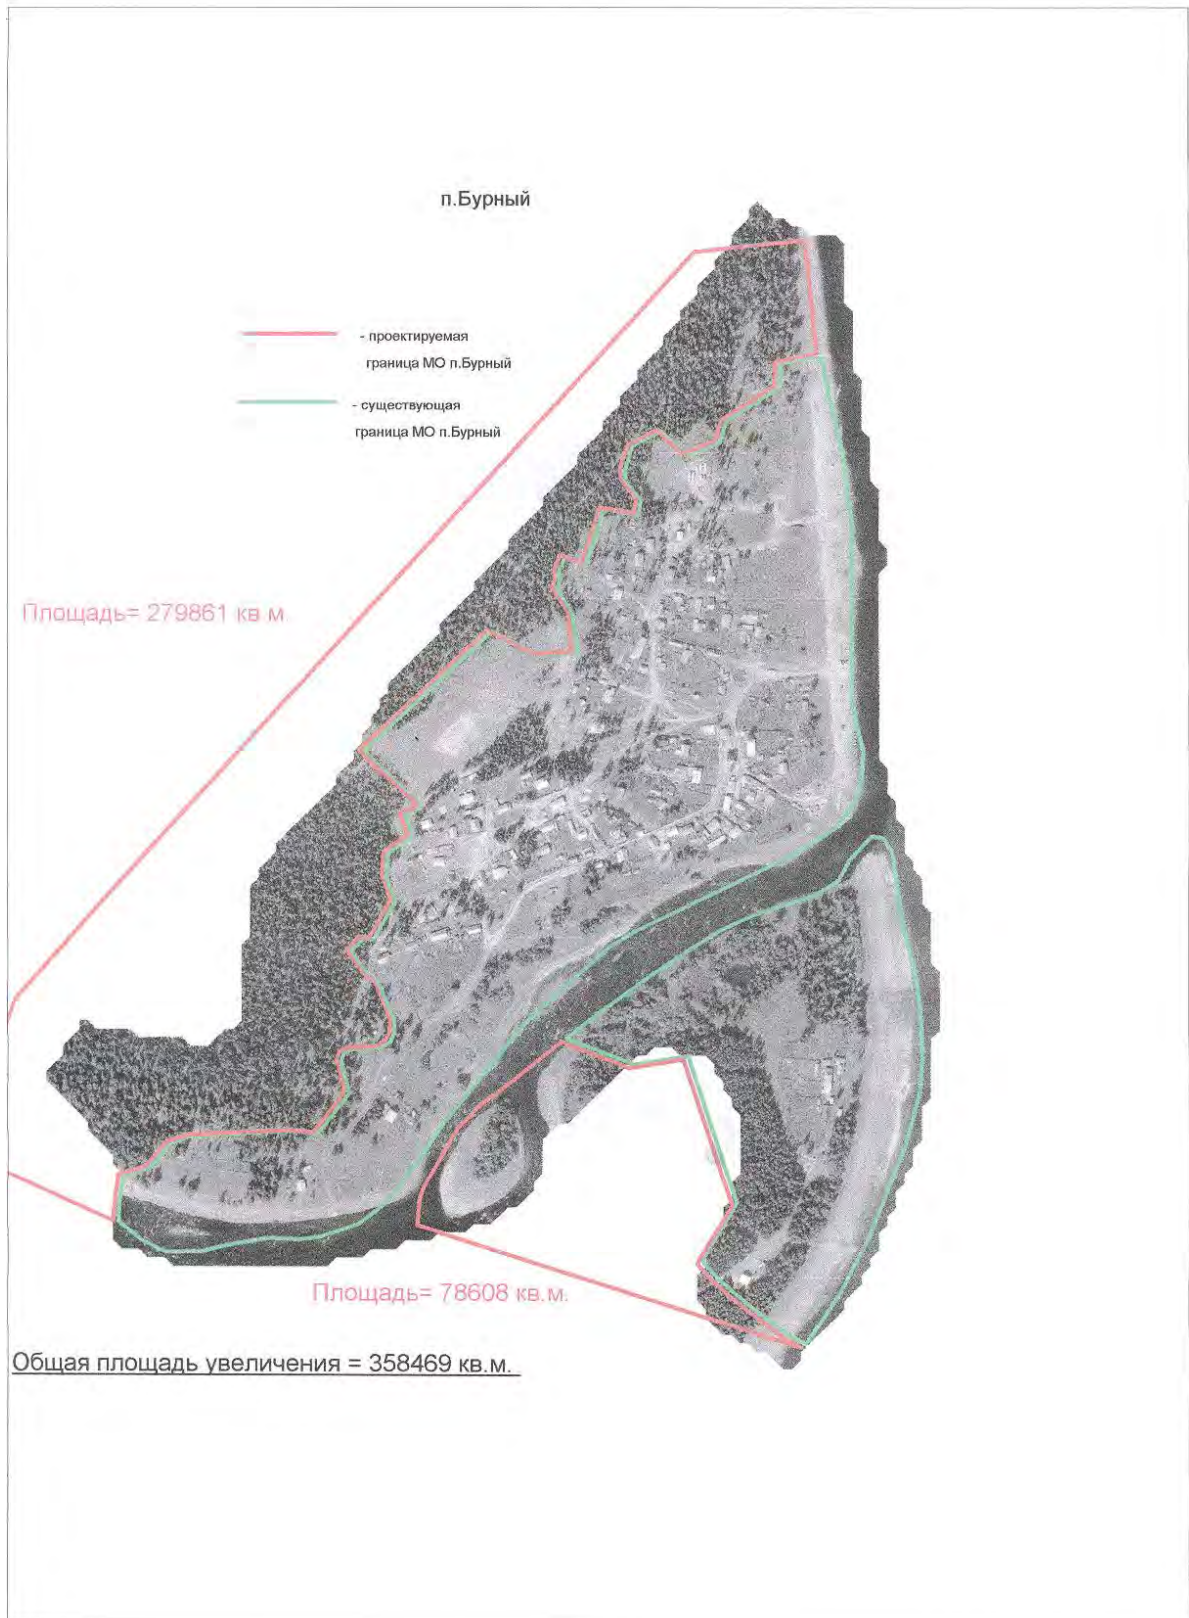 п.Бурный
- проектируемая
граница МО п.Бурный
- существующая
граница МО п.Бурный
Площадь= 279861 кв.м.
Площадь= 78608 кв.м.
Общая площадь увеличения = 358469 кв.м.